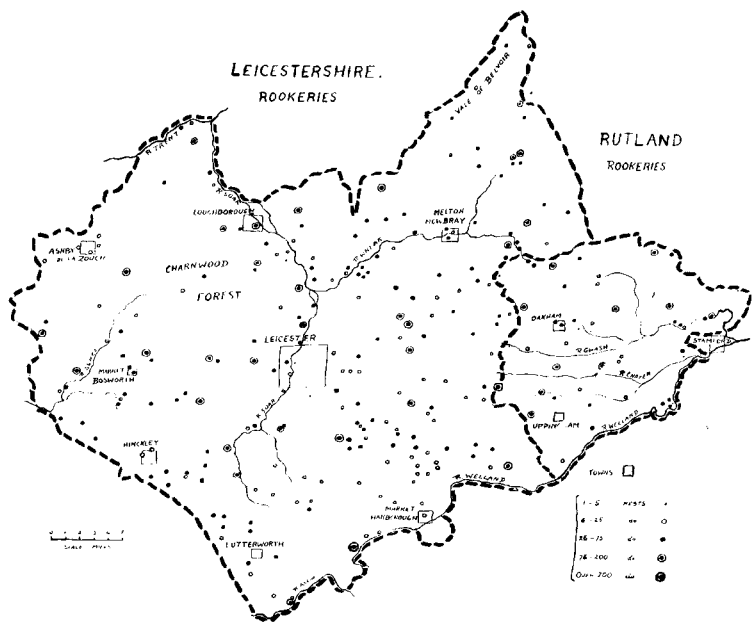 LEICESTERSHIRE.
ROOKERIES
VALE OF BELVOIR
RUTLAND
ROOKERIES
R TRENT
R SOAR
LOUGHBOROUGH
MELTON
MOWBRAY
ASHBY
DE LA ZOUCH
CHARNWOOD
FOREST
OAKHAM
LEICESTER
STAMFORD
R GWASH
MARKET
BOSWORTH
R SOAR
UPPINGHAM
R WELLAND
HINCKLEY
R WELLAND
TOWNS
MARKET
HARBOROUGH
LUTTERWORTH
SCALE MILES
1 - 5 NESTS
6 - 25 do
26 - 75 do
76 - 200 do
OVER 200 do